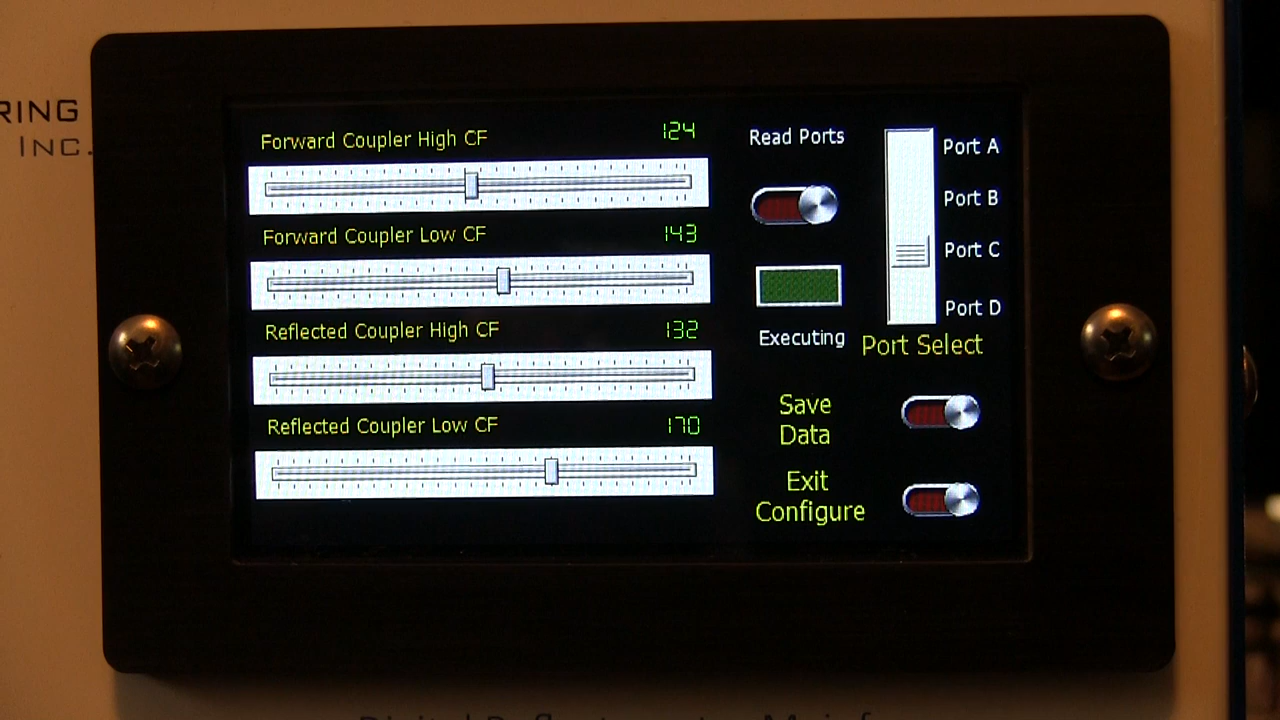 RING
INC.
Forward Coupler High CF 124
Forward Coupler Low CF 143
Reflected Coupler High CF 132
Reflected Coupler Low CF 170
Read Ports
Executing
Port A
Port B
Port C
Port D
Port Select
Save
Data
Exit
Configure